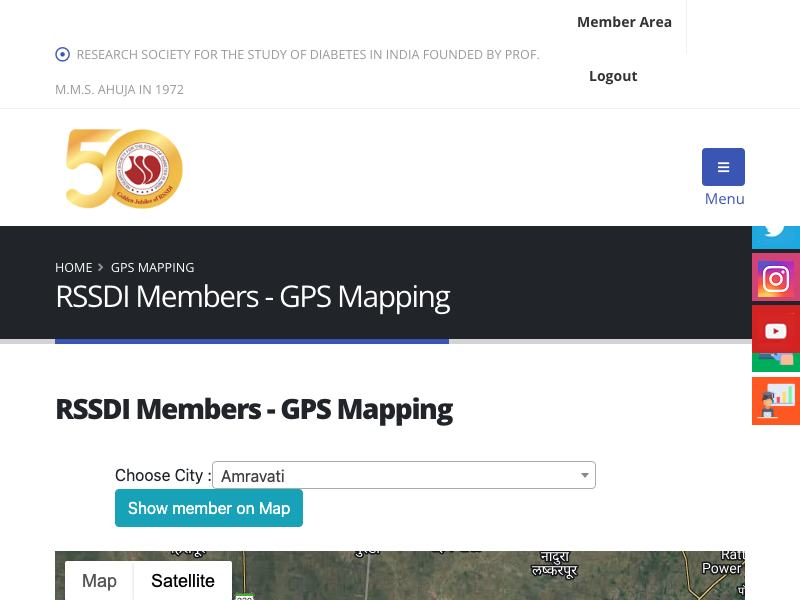 Member Area
RESEARCH SOCIETY FOR THE STUDY OF DIABETES IN INDIA FOUNDED BY PROF.
M.M.S. AHUJA IN 1972
Logout
50
Golden Jubilee of RSSDI
Menu
HOME > GPS MAPPING
RSSDI Members - GPS Mapping
RSSDI Members - GPS Mapping
Choose City :
Amravati
Show member on Map
नादुरा
लष्करपूर
Power
Map
Satellite